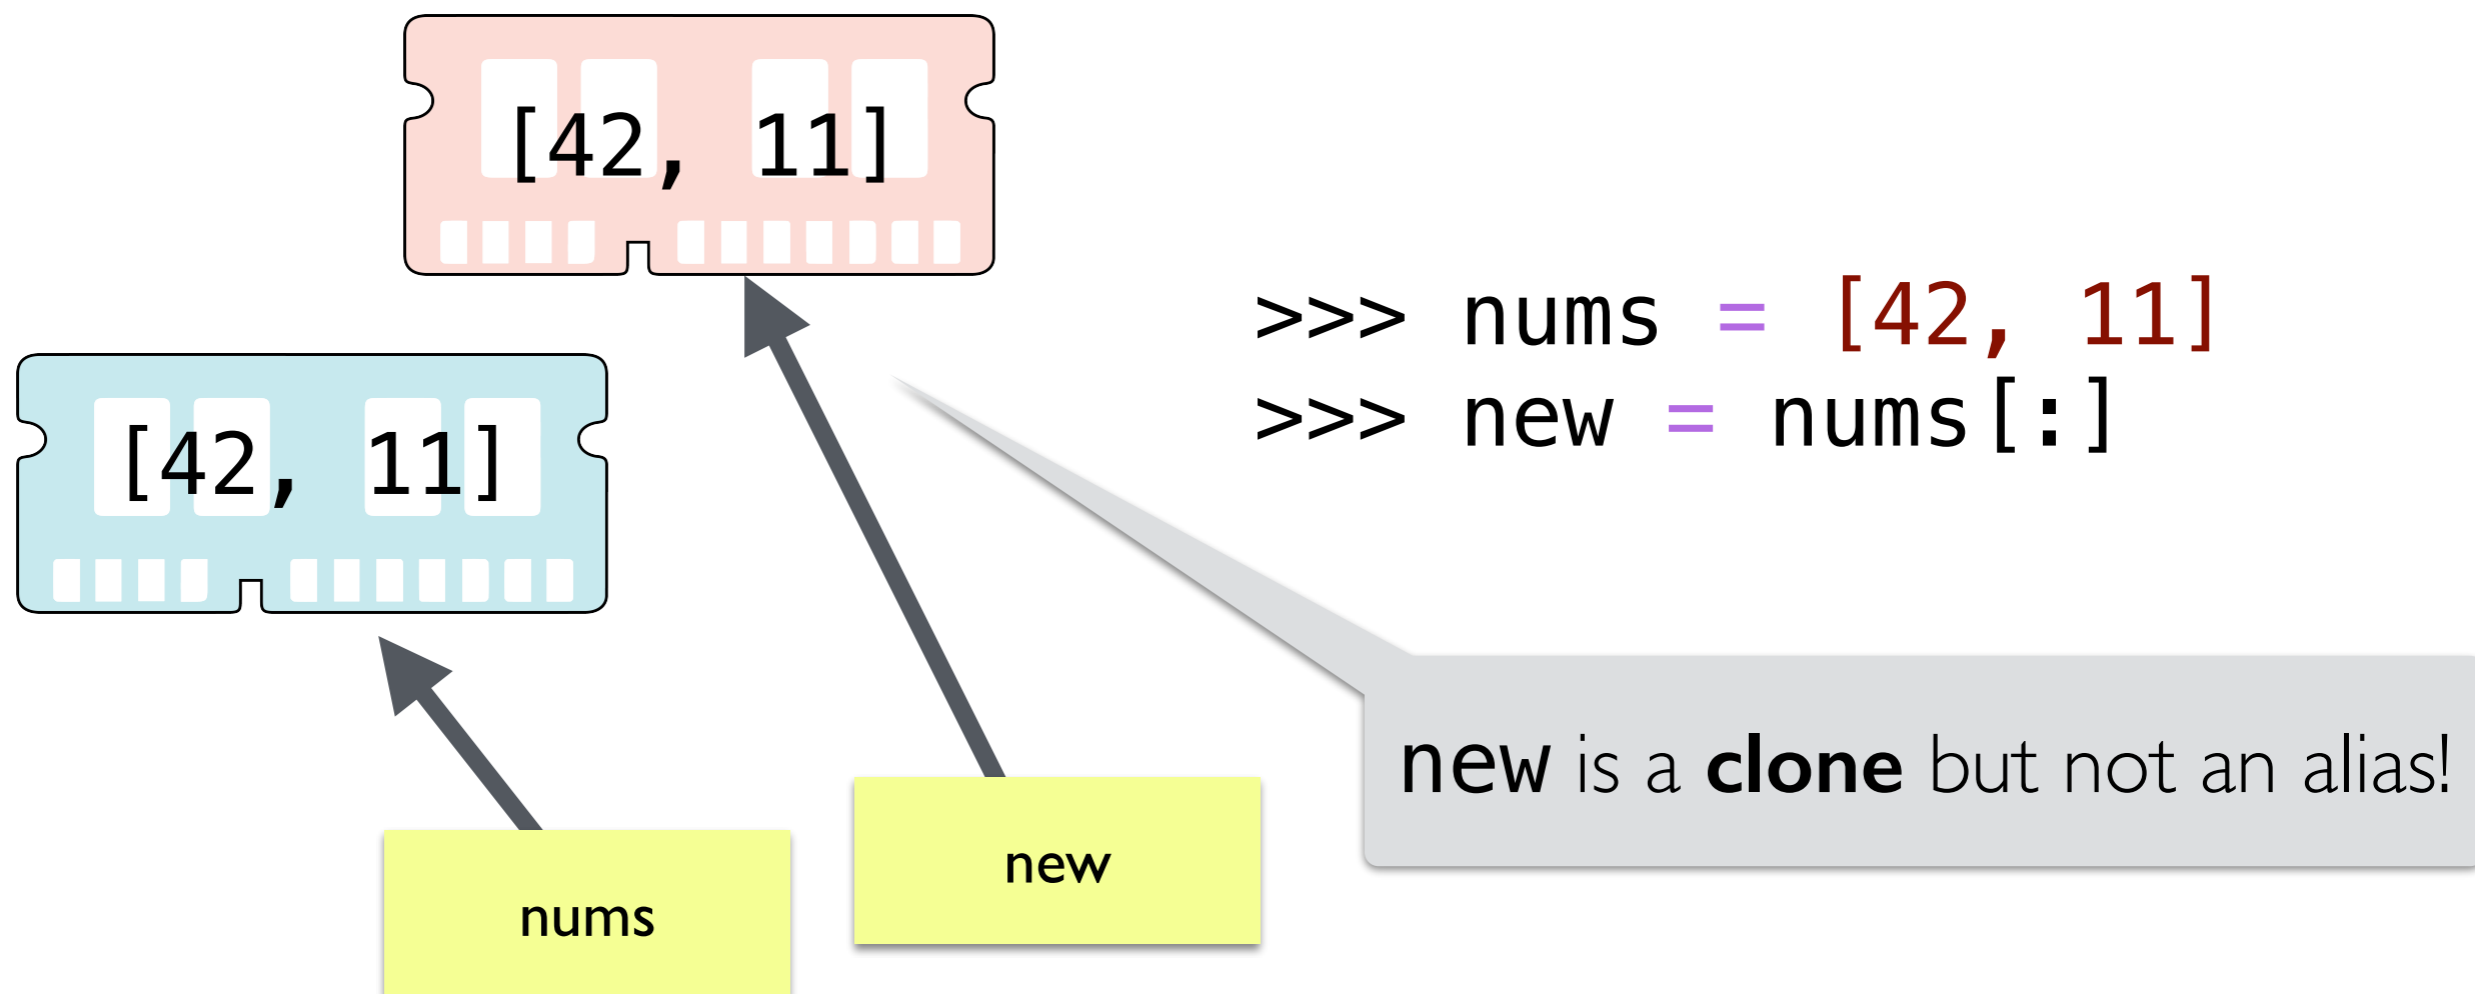 [42, 11]
[42, 11]
>>> nums = [42, 11]
>>> new = nums[:]
new is a clone but not an alias!
new
nums